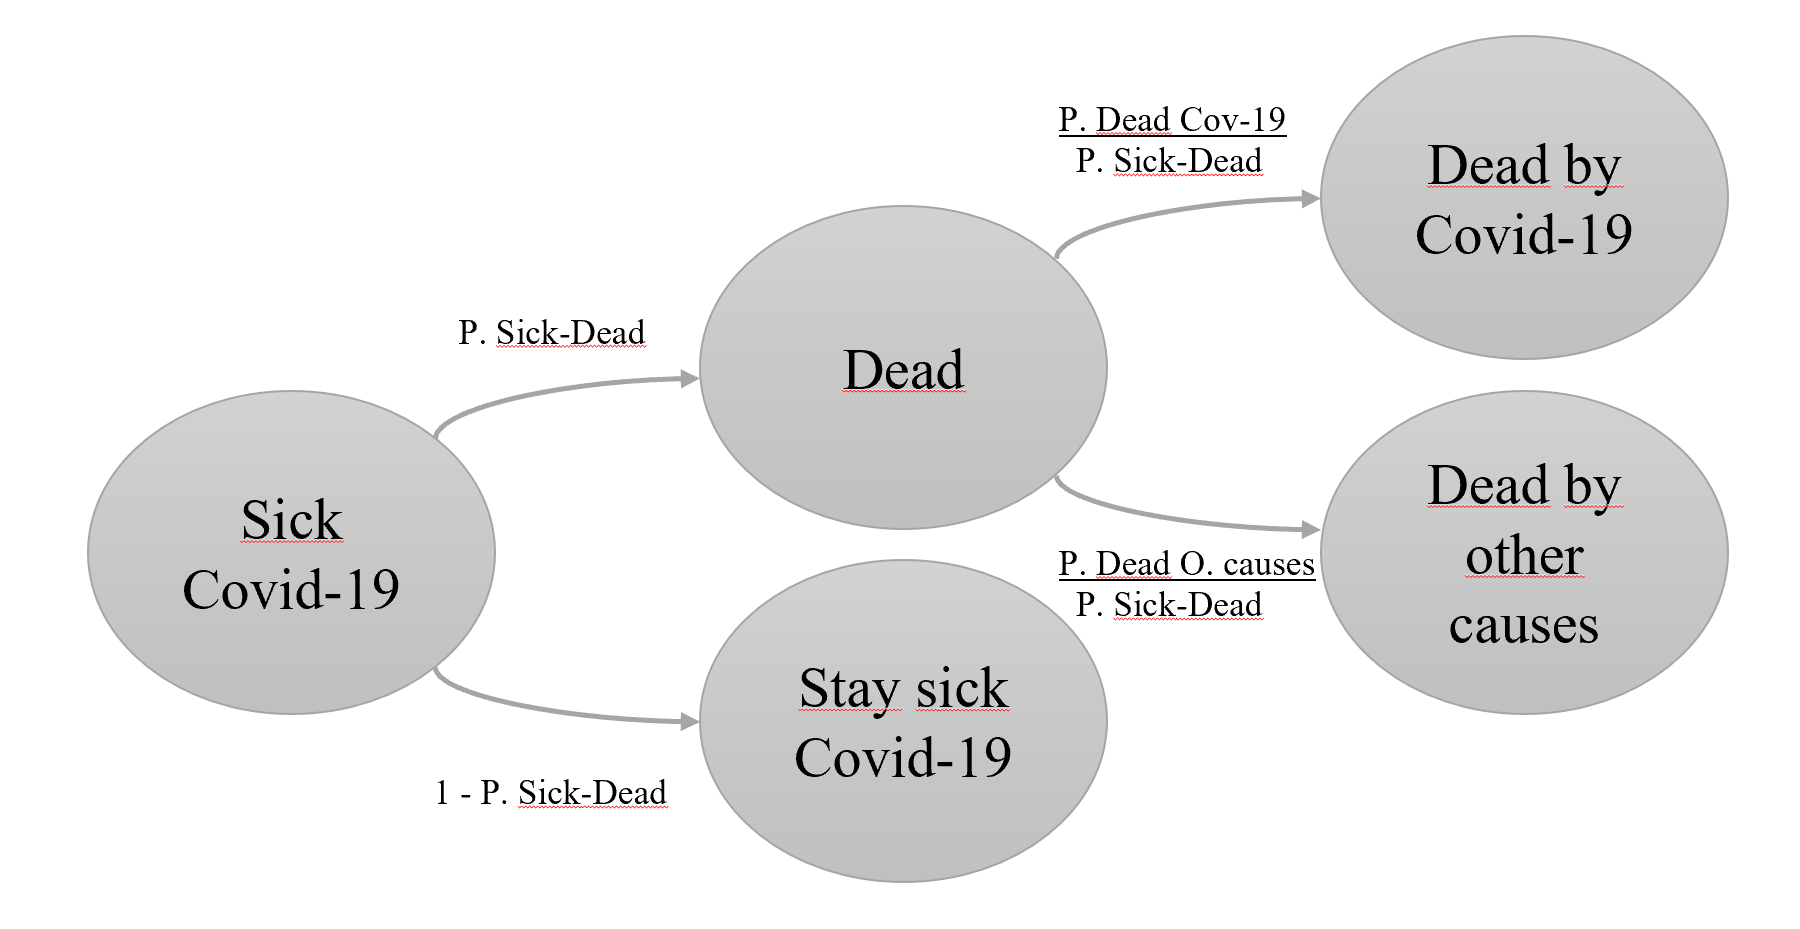 P. Dead Cov-19
P. Sick-Dead
Dead by
Covid-19
P. Sick-Dead
Dead
Sick
Covid-19
Dead by
other
causes
P. Dead O. causes
P. Sick-Dead
Stay sick
Covid-19
1 - P. Sick-Dead